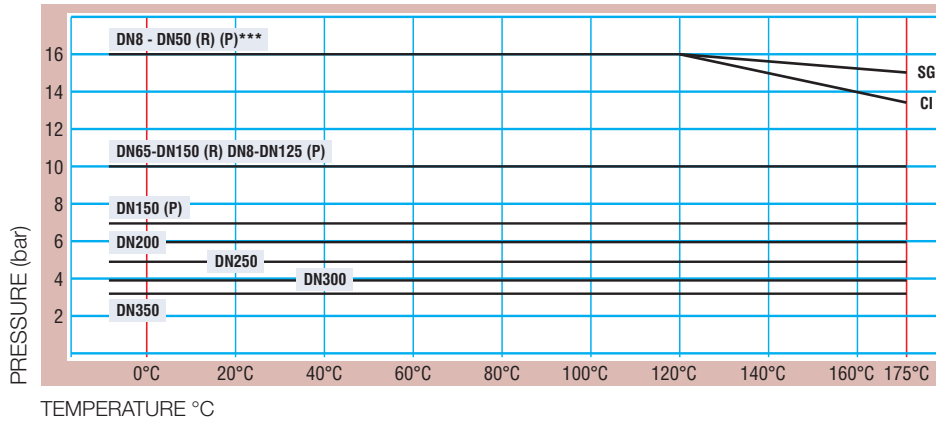 DN8 - DN50 (R) (P)***
16
SG
14
CI
12
DN65-DN150 (R) DN8-DN125 (P)
10
8
DN150 (P)
6
DN200
DN250
4
DN300
DN350
2
PRESSURE (bar)
0°C 20°C 40°C 60°C 80°C 100°C 120°C 140°C 160°C 175°C
TEMPERATURE °C